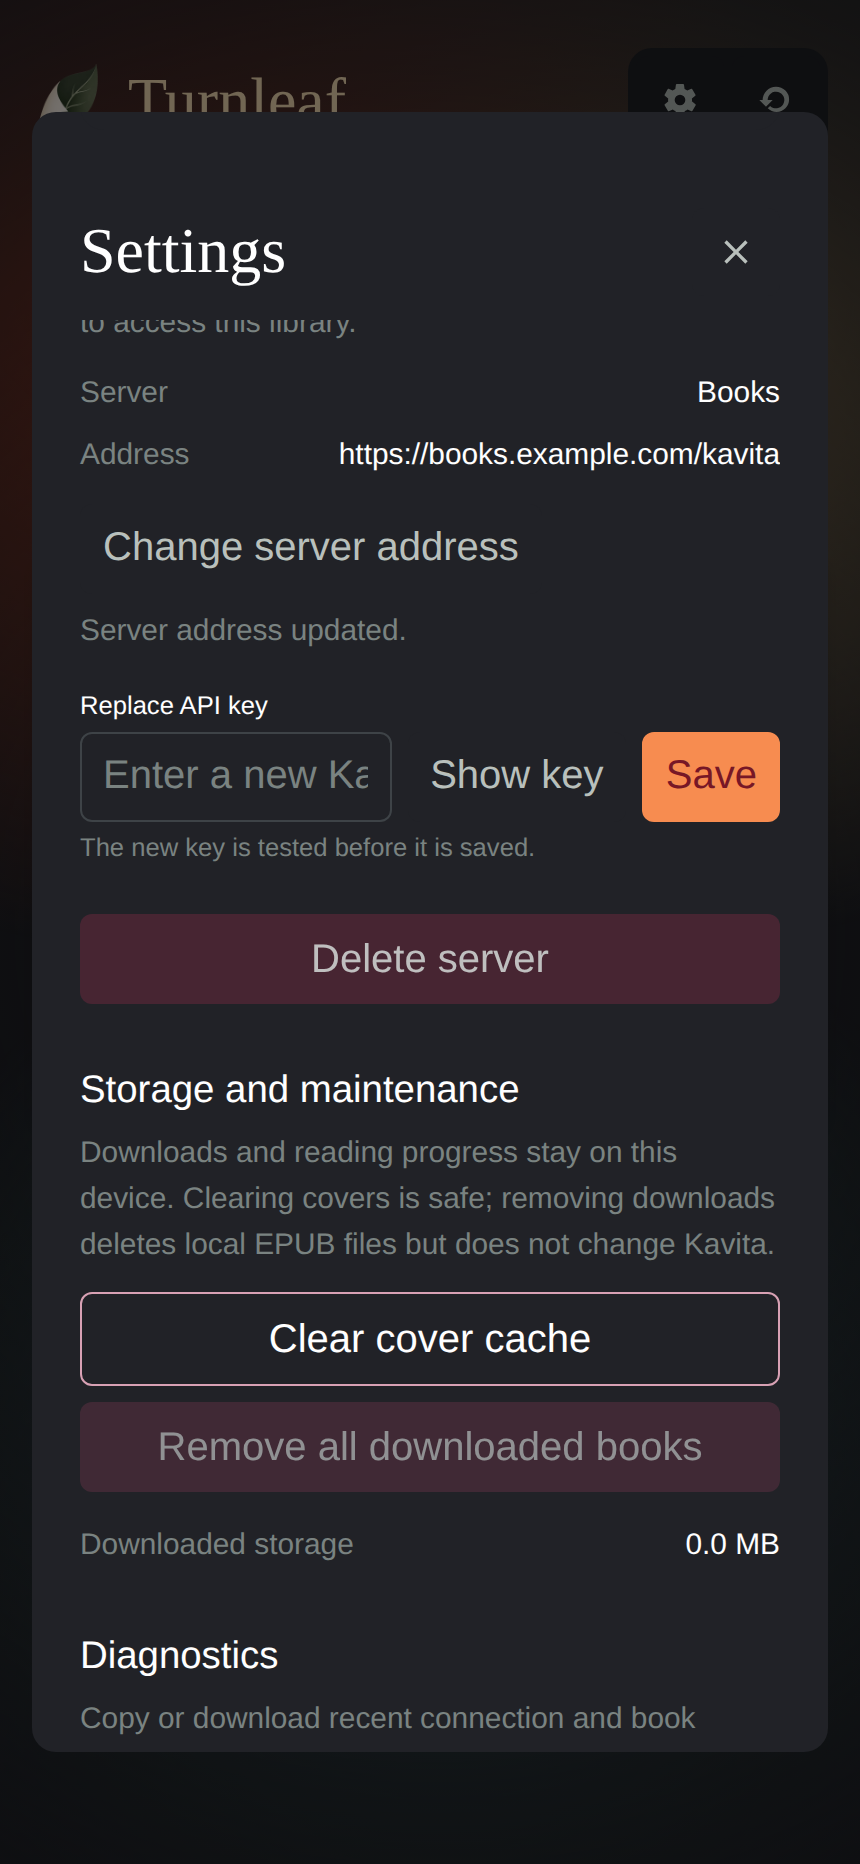 Turnleaf
Settings
to access this library.
Server Books
Address https://books.example.com/kavita
Change server address
Server address updated.
Replace API key
Enter a new Ka Show key Save
The new key is tested before it is saved.
Delete server
Storage and maintenance
Downloads and reading progress stay on this
device. Clearing covers is safe; removing downloads
deletes local EPUB files but does not change Kavita.
Clear cover cache
Remove all downloaded books
Downloaded storage 0.0 MB
Diagnostics
Copy or download recent connection and book